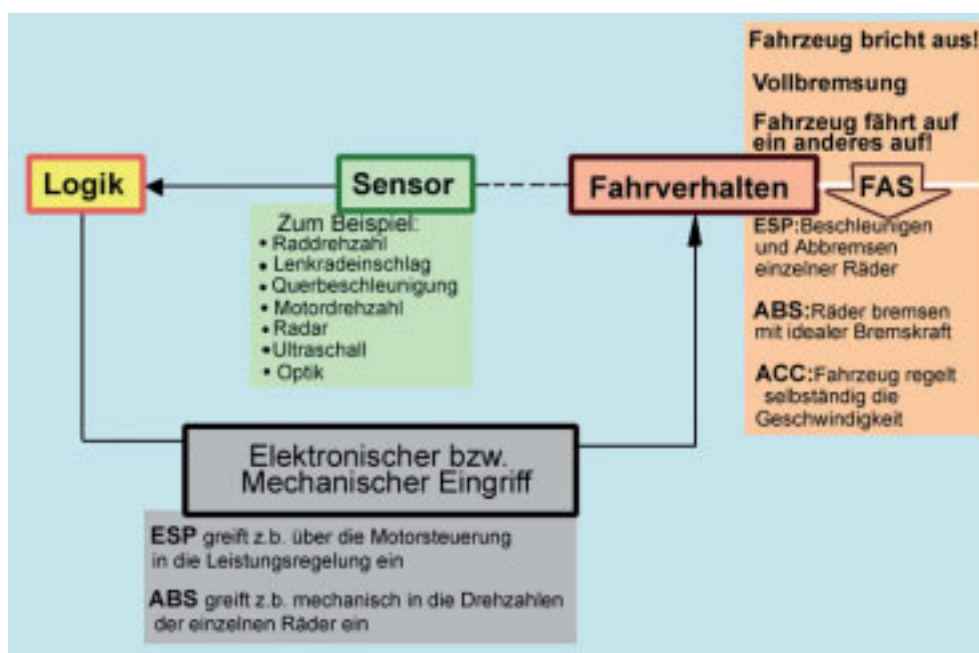 Fahrzeug bricht aus!
Vollbremsung
Fahrzeug fährt auf
ein anderes auf!
Logik
Sensor
Fahrverhalten
FAS
Zum Beispiel:
• Raddrehzahl
• Lenkradeinschlag
• Querbeschleunigung
• Motordrehzahl
• Radar
• Ultraschall
• Optik
ESP:Beschleunigen
und Abbremsen
einzelner Räder
ABS:Räder bremsen
mit idealer Bremskraft
ACC:Fahrzeug regelt
selbständig die
Geschwindigkeit
Elektronischer bzw.
Mechanischer Eingriff
ESP greift z.b. über die Motorsteuerung
in die Leistungsregelung ein
ABS greift z.b. mechanisch in die Drehzahlen
der einzelnen Räder ein